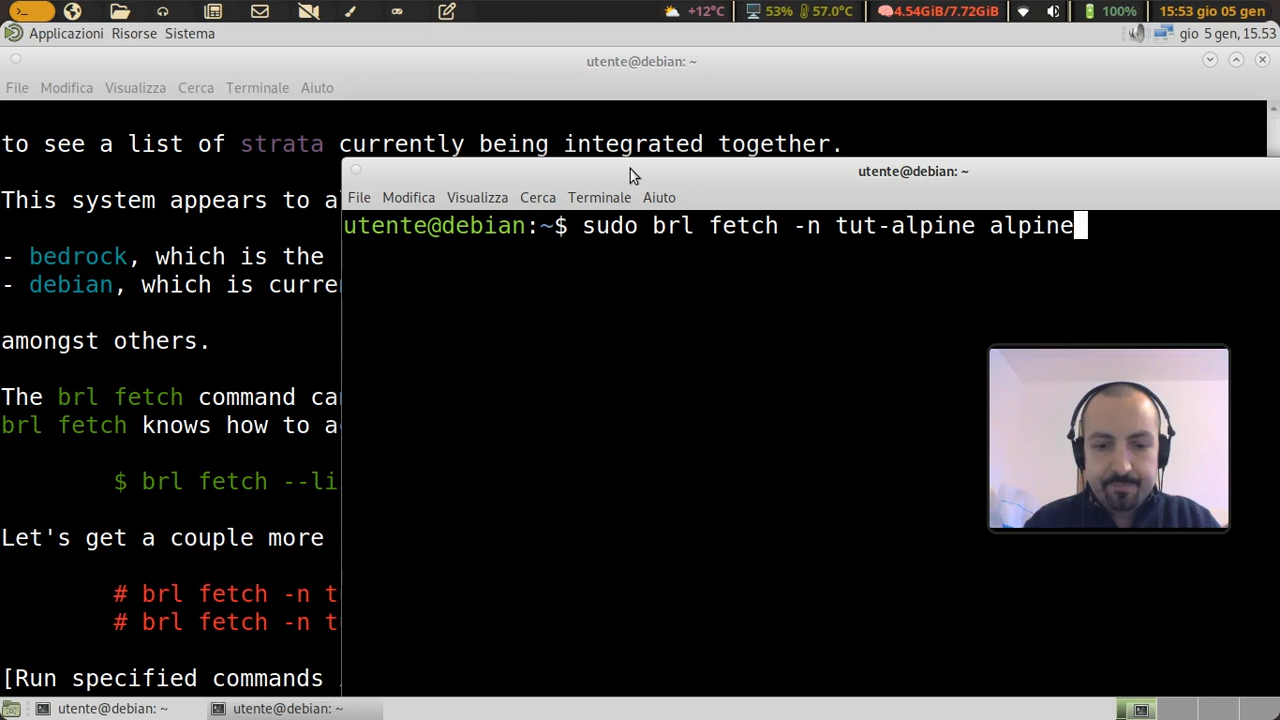 +12°C 53% 57.0°C 4.54GiB/7.72GiB 100% 15:53 gio 05 gen
Applicazioni Risorse Sistema gio 5 gen, 15.53
utente@debian: ~
File Modifica Visualizza Cerca Terminale Aiuto
to see a list of strata currently being integrated together.
This system appears to a
- bedrock, which is the
- debian, which is curre
amongst others.
The brl fetch command ca
brl fetch knows how to a
$ brl fetch --li
Let's get a couple more
# brl fetch -n t
# brl fetch -n t
[Run specified commands
utente@debian: ~
File Modifica Visualizza Cerca Terminale Aiuto
utente@debian:~$ sudo brl fetch -n tut-alpine alpine
utente@debian: ~ utente@debian: ~